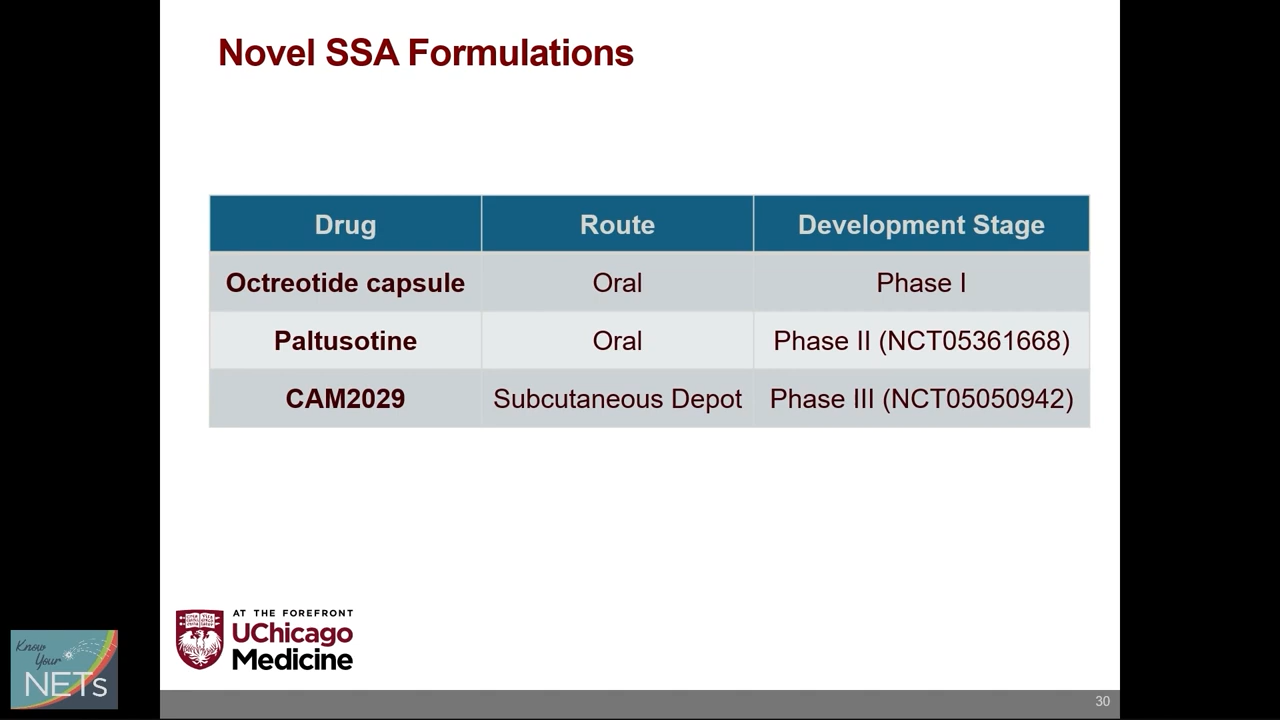 Novel SSA Formulations
Drug Route Development Stage
Octreotide capsule Oral Phase I
Paltusotine Oral Phase II (NCT05361668)
CAM2029 Subcutaneous Depot Phase III (NCT05050942)
AT THE FOREFRONT
UChicago
Medicine
Know
Your
NETs
30